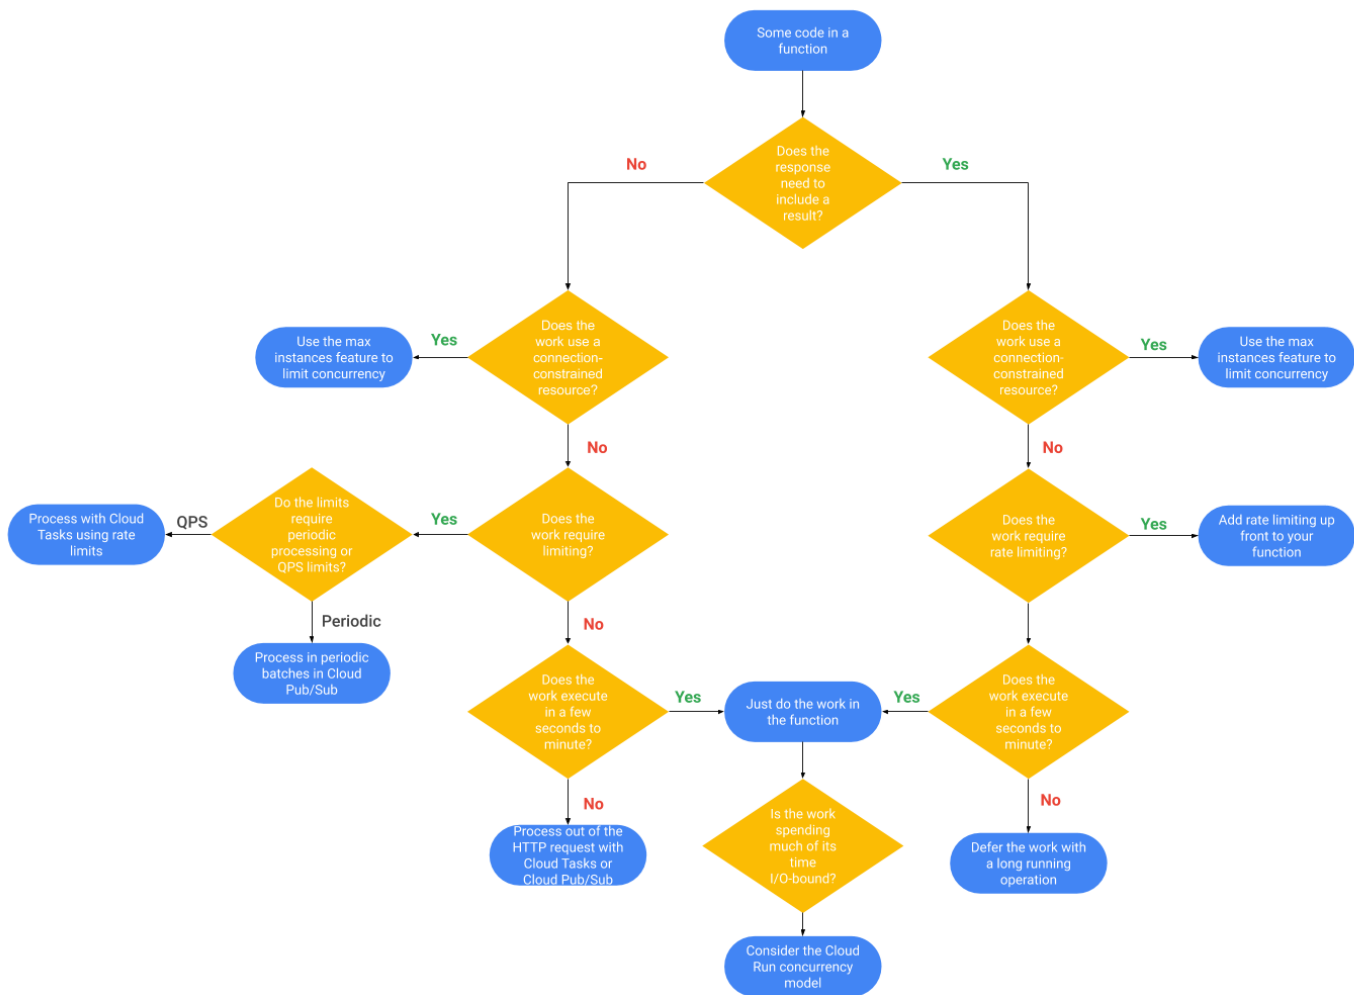 Some code in a
function
Does the
response
need to
include a
result?
No
Yes
Does the
work use a
connection-
constrained
resource?
Yes
Use the max
instances feature to
limit concurrency
No
Does the
work use a
connection-
constrained
resource?
Yes
Use the max
instances feature to
limit concurrency
No
Does the
work require
limiting?
Yes
Do the limits
require
periodic
processing or
QPS limits?
QPS
Process with Cloud
Tasks using rate
limits
Periodic
Process in periodic
batches in Cloud
Pub/Sub
No
Does the
work require
rate limiting?
Yes
Add rate limiting up
front to your
function
Does the
work execute
in a few
seconds to
minute?
Yes
Just do the work in
the function
Yes
Does the
work execute
in a few
seconds to
minute?
No
Process out of the
HTTP request with
Cloud Tasks or
Cloud Pub/Sub
Is the work
spending
much of its
time
I/O-bound?
No
Defer the work with
a long running
operation
Consider the Cloud
Run concurrency
model